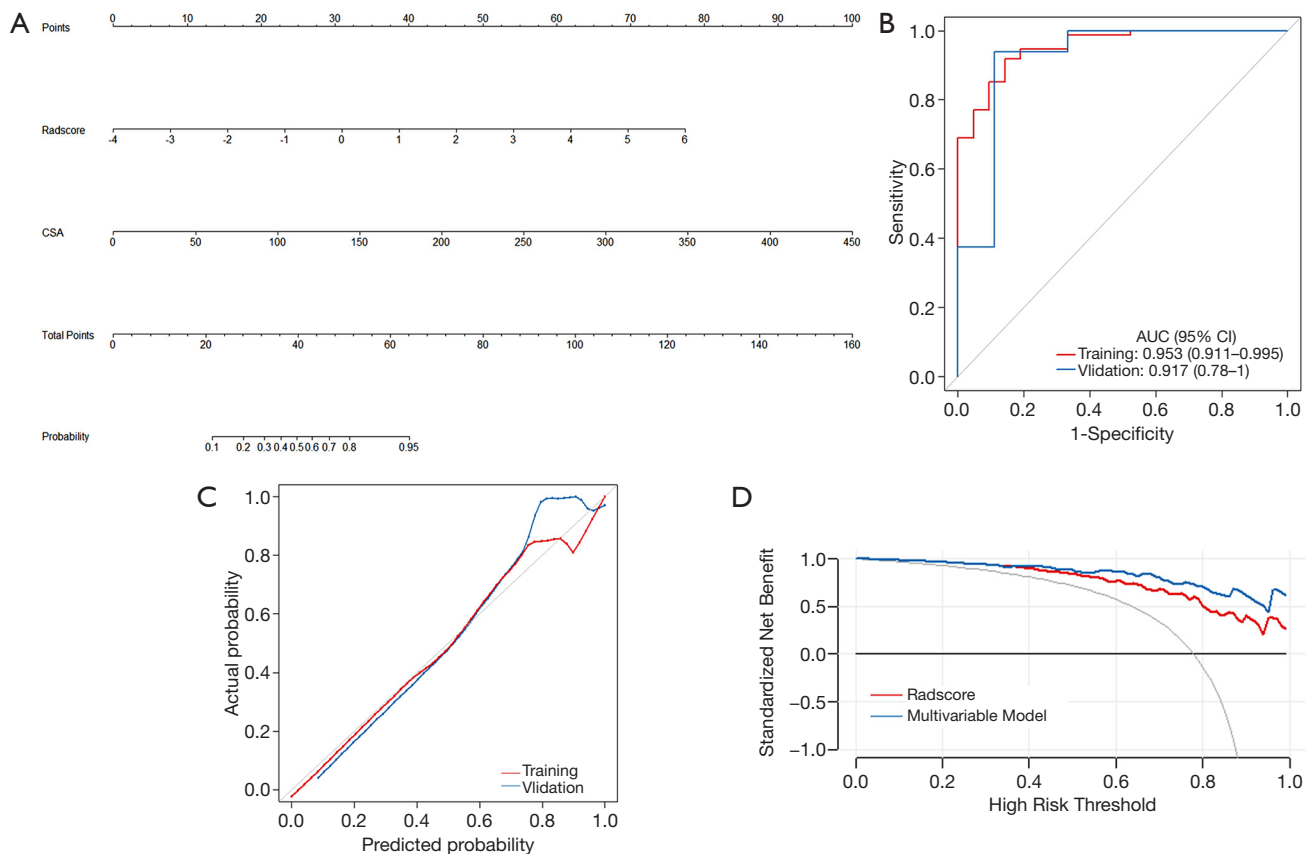 A
Points
0 10 20 30 40 50 60 70 80 90 100
Radscore
-4 -3 -2 -1 0 1 2 3 4 5 6
CSA
0 50 100 150 200 250 300 350 400 450
Total Points
0 20 40 60 80 100 120 140 160
Probability
0.1 0.2 0.3 0.4 0.5 0.6 0.7 0.8 0.95
B
Sensitivity
1.0
0.8
0.6
0.4
0.2
0.0
AUC (95% CI)
Training: 0.953 (0.911–0.995)
Vlidation: 0.917 (0.78–1)
0.0 0.2 0.4 0.6 0.8 1.0
1-Specificity
C
Actual probability
1.0
0.8
0.6
0.4
0.2
0.0
Training
Vlidation
0.0 0.2 0.4 0.6 0.8 1.0
Predicted probability
D
Standardized Net Benefit
1.0
0.5
0.0
−0.5
−1.0
Radscore
Multivariable Model
0.0 0.2 0.4 0.6 0.8 1.0
High Risk Threshold